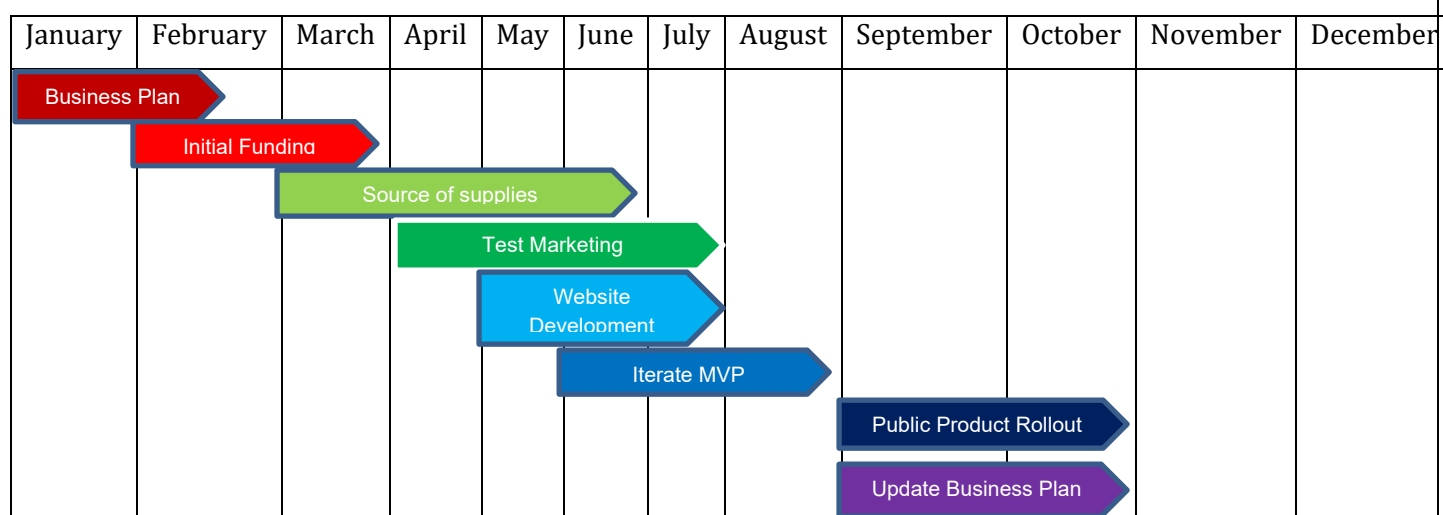 January February March April May June July August September October November December
Business Plan
Initial Funding
Source of supplies
Test Marketing
Website
Development
Iterate MVP
Public Product Rollout
Update Business Plan